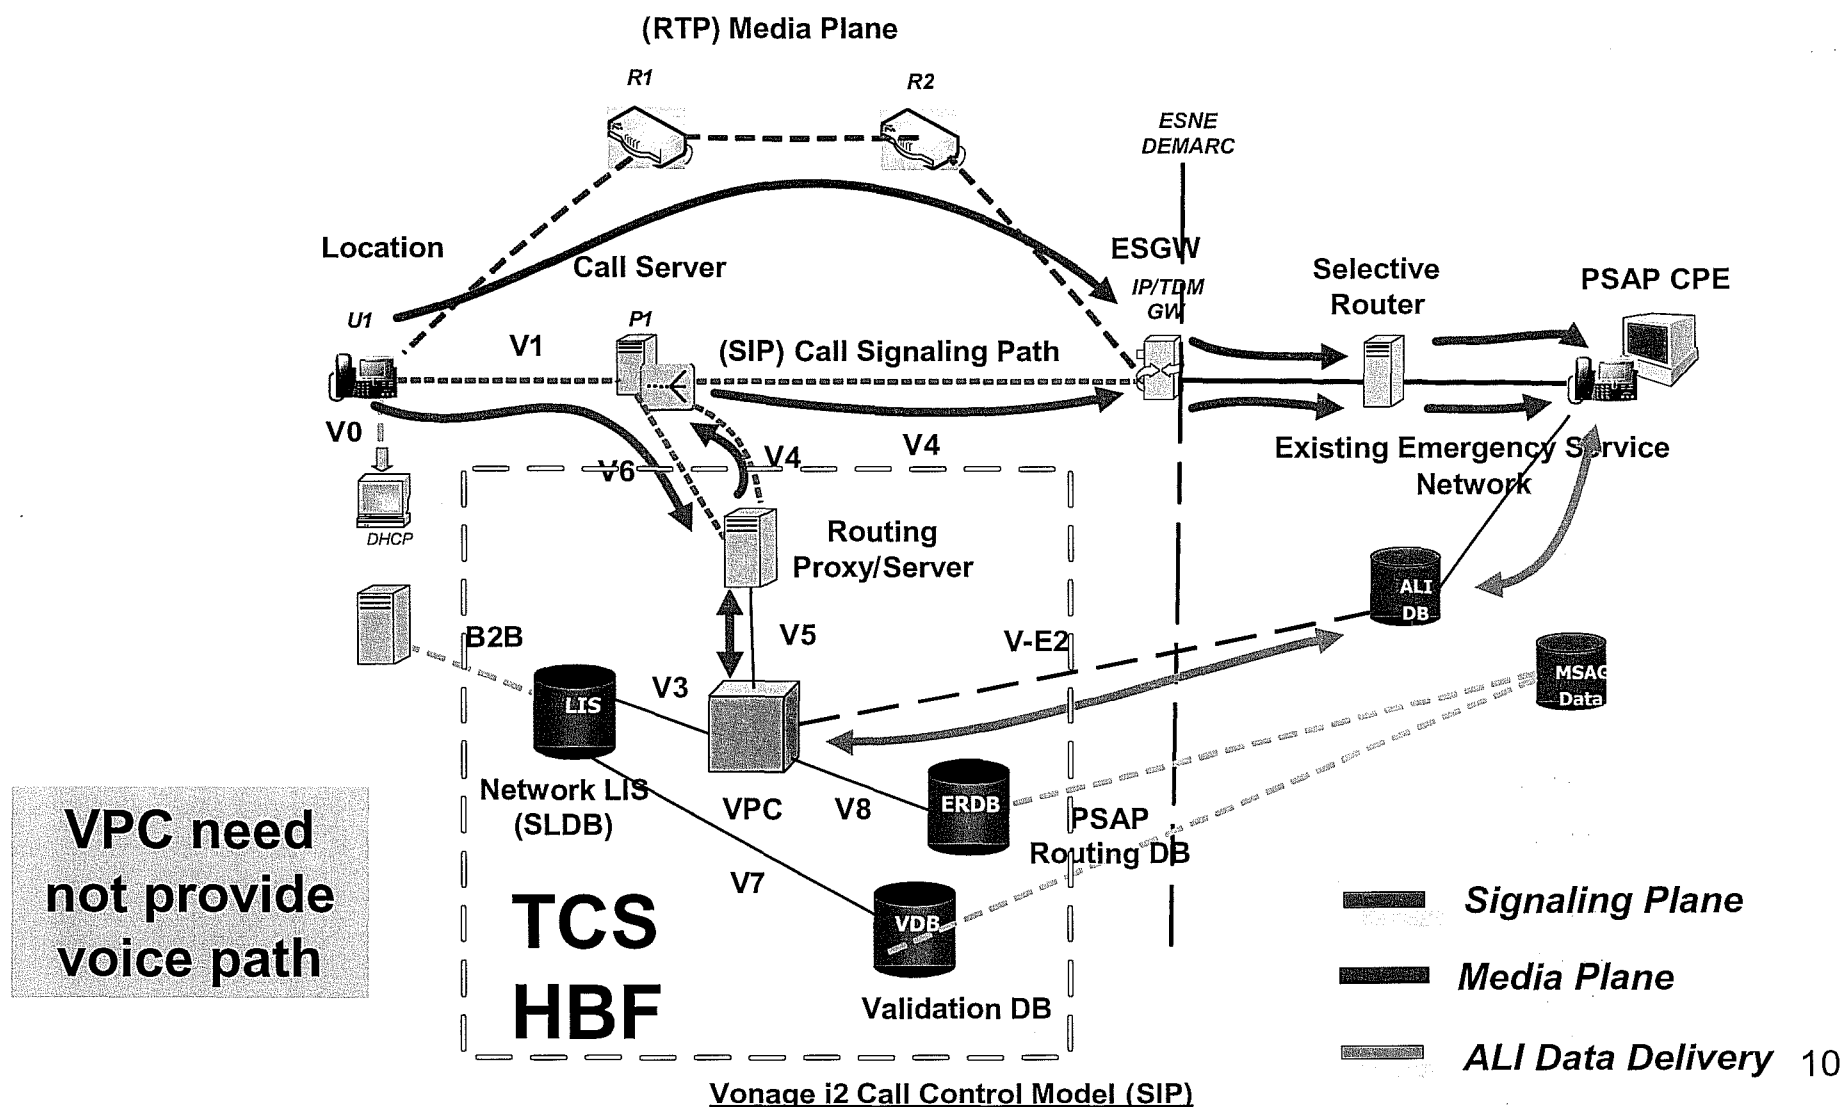 (RTP) Media Plane
R1
R2
ESNE
DEMARC
Location
Call Server
ESGW
IP/TDM
GW
Selective
Router
PSAP CPE
U1
P1
V1
(SIP) Call Signaling Path
V0
V6
V4
V4
Existing Emergency Service
Network
DHCP
Routing
Proxy/Server
ALI
DB
B2B
V5
V-E2
V3
LIS
MSAG
Data
Network LIS
(SLDB)
VPC
V8
ERDB
PSAP
Routing DB
VPC need
not provide
voice path
V7
TCS
HBF
VDB
Validation DB
Signaling Plane
Media Plane
ALI Data Delivery
10
Vonage i2 Call Control Model (SIP)